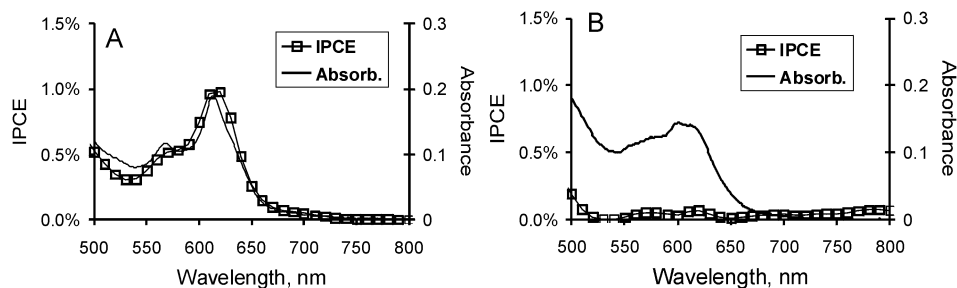 A
IPCE
1.5%
1.0%
0.5%
0.0%
IPCE
Absorb.
0.3
0.2
0.1
0
Absorbance
500 550 600 650 700 750 800
Wavelength, nm
B
IPCE
1.5%
1.0%
0.5%
0.0%
IPCE
Absorb.
0.3
0.2
0.1
0
Absorbance
500 550 600 650 700 750 800
Wavelength, nm